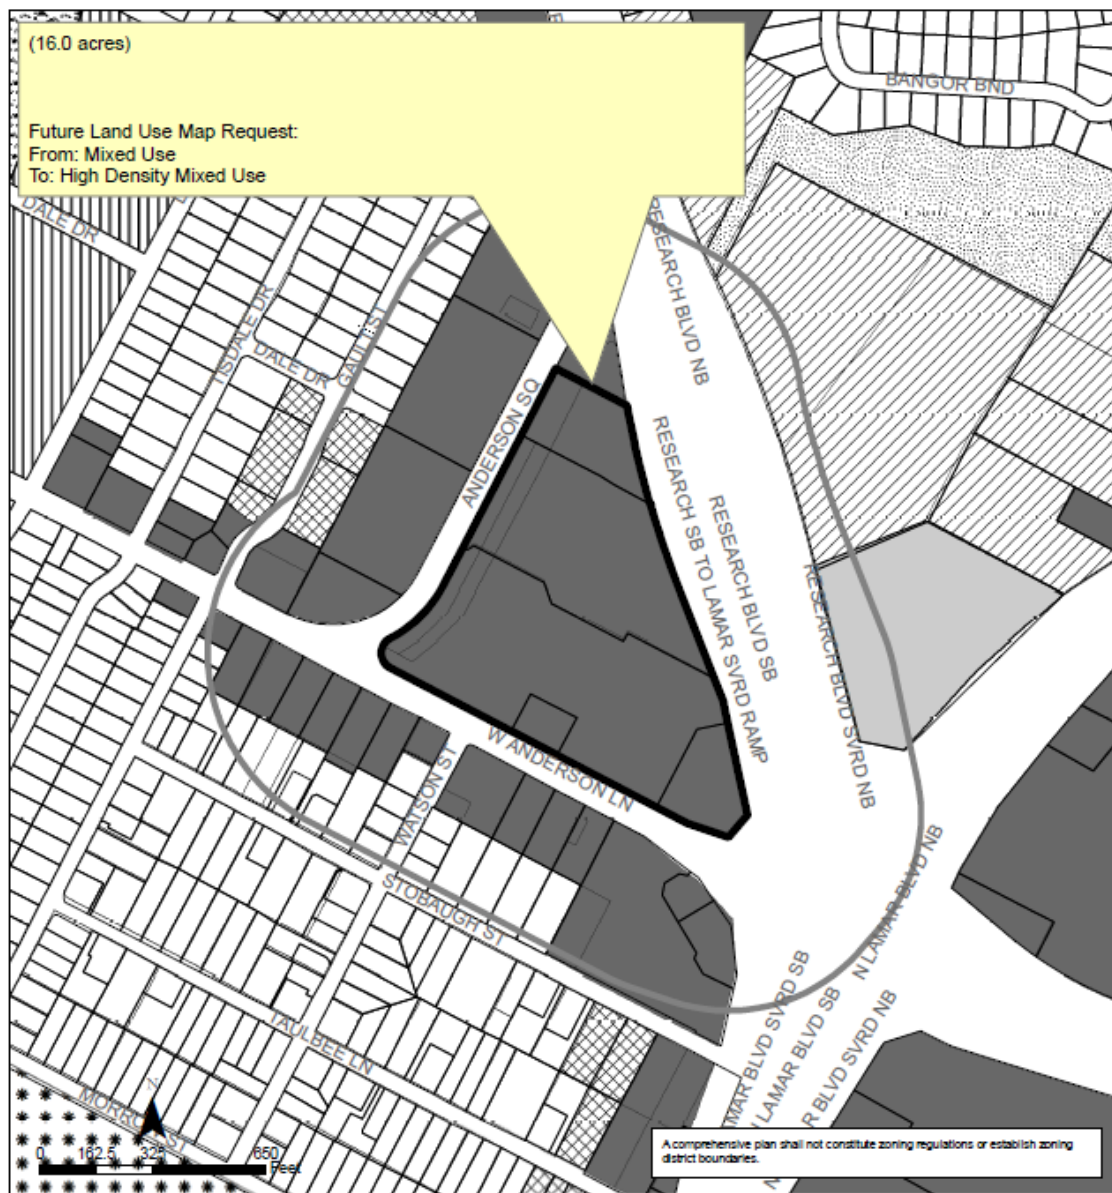 (16.0 acres)
Future Land Use Map Request:
From: Mixed Use
To: High Density Mixed Use
BANGOR BND
DALE DR
RESEARCH BLVD NB
TISDALE DR
DALE DR
GAULT ST
ANDERSON SQ
RESEARCH SB TO LAMAR SVRD RAMP
RESEARCH BLVD SB
RESEARCH BLVD SVRD NB
W ANDERSON LN
WATSON ST
STOBAUGH ST
N LAMAR BLVD NB
TAULBEE LN
AMAR BLVD SVRD SB
LAMAR BLVD SB
R BLVD SVRD NB
MORROW ST
N
0 162.5 325 650
Feet
A comprehensive plan shall not constitute zoning regulations or establish zoning
district boundaries.